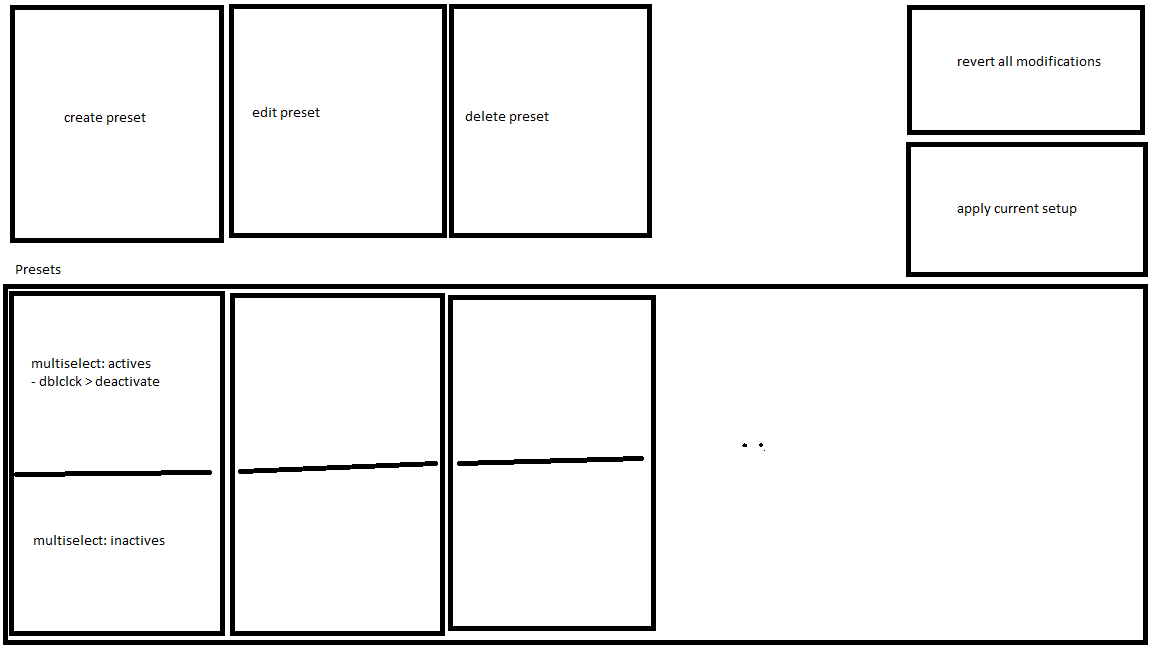 create preset
edit preset
delete preset
revert all modifications
apply current setup
Presets
multiselect: actives
- dblclck > deactivate
multiselect: inactives